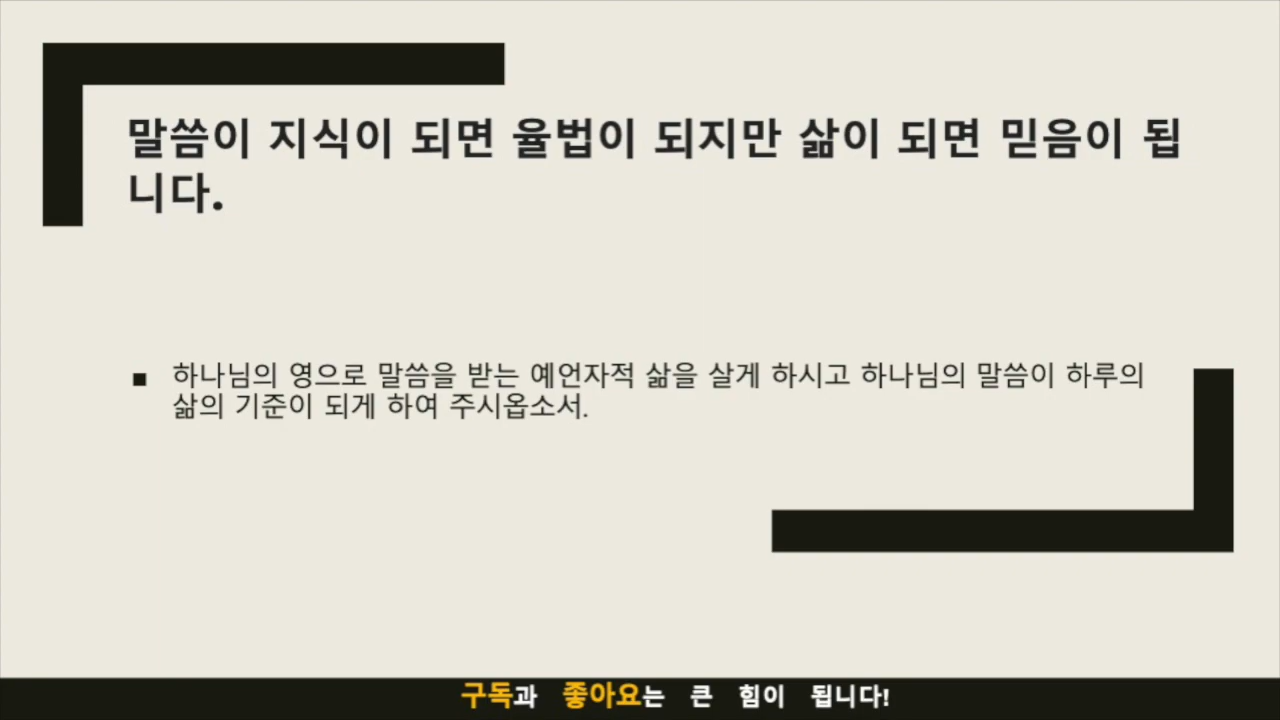 말씀이 지식이 되면 율법이 되지만 삶이 되면 믿음이 됩
니다.
■ 하나님의 영으로 말씀을 받는 예언자적 삶을 살게 하시고 하나님의 말씀이 하루의
삶의 기준이 되게 하여 주시옵소서.
구독과 좋아요는 큰 힘이 됩니다!